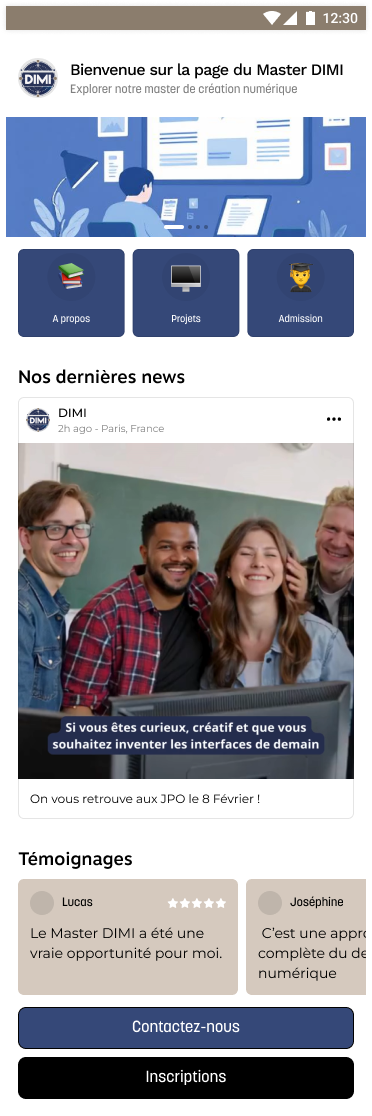 12:30
DIMI
Bienvenue sur la page du Master DIMI
Explorer notre master de création numérique
A propos
Projets
Admission
Nos dernières news
DIMI
DIMI
2h ago - Paris, France
Si vous êtes curieux, créatif et que vous
souhaitez inventer les interfaces de demain
On vous retrouve aux JPO le 8 Février !
Témoignages
Lucas
Le Master DIMI a été une
vraie opportunité pour moi.
Joséphine
C'est une appro
complète du de
numérique
Contactez-nous
Inscriptions